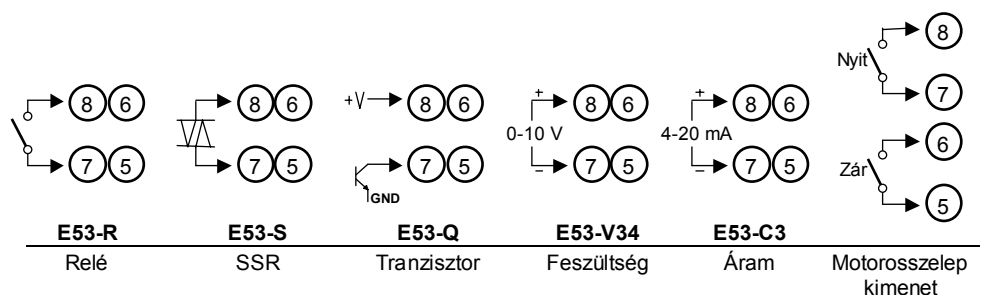 8 6
7 5
E53-R
Relé
8 6
7 5
E53-S
SSR
+V
8 6
7 5
GND
E53-Q
Tranzisztor
+
8 6
0-10 V
7 5
−
E53-V34
Feszültség
+
8 6
4-20 mA
7 5
−
E53-C3
Áram
8
Nyit
7
6
Zár
5
Motorosszelep
kimenet